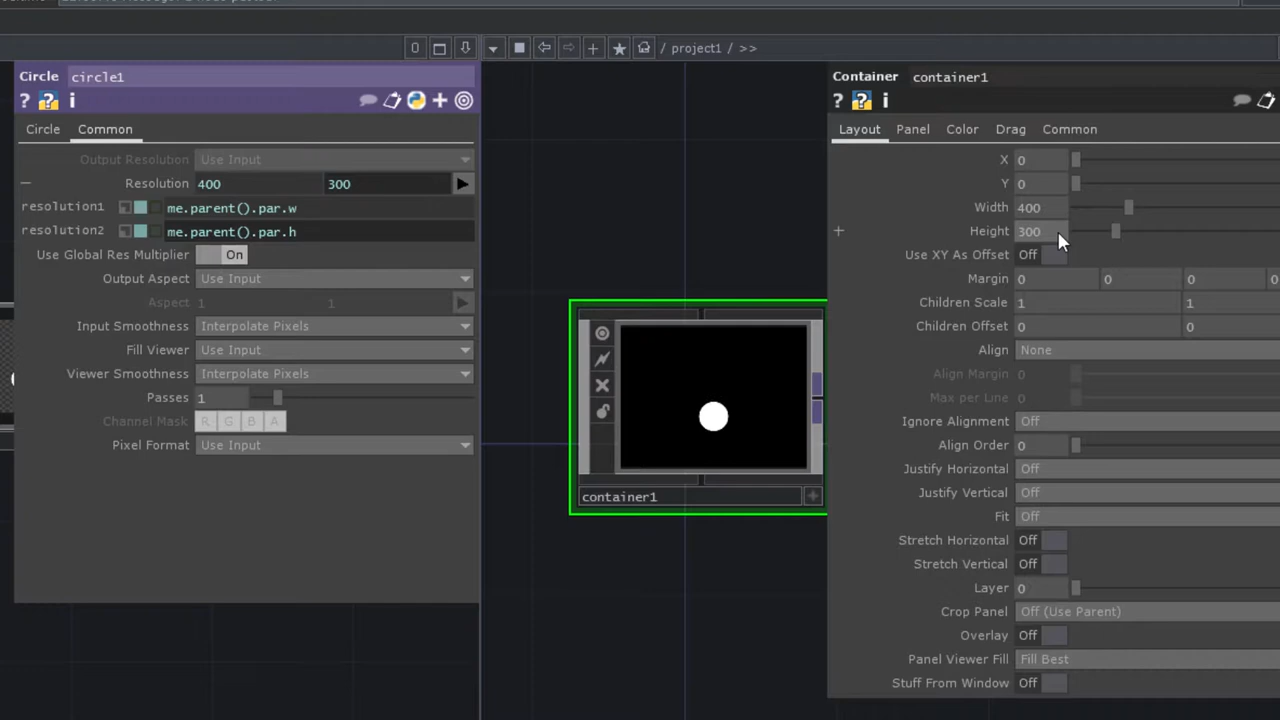 0
/ project1 / >>
Circle circle1
? ? i
Circle Common
Output Resolution Use Input
Resolution 400 300
resolution1 me.parent().par.w
resolution2 me.parent().par.h
Use Global Res Multiplier On
Output Aspect Use Input
Aspect 1 1
Input Smoothness Interpolate Pixels
Fill Viewer Use Input
Viewer Smoothness Interpolate Pixels
Passes 1
Channel Mask R G B A
Pixel Format Use Input
container1
Container container1
? ? i
Layout Panel Color Drag Common
X 0
Y 0
Width 400
Height 300
Use XY As Offset Off
Margin 0 0 0 0
Children Scale 1 1
Children Offset 0 0
Align None
Align Margin 0
Max per Line 0
Ignore Alignment Off
Align Order 0
Justify Horizontal Off
Justify Vertical Off
Fit Off
Stretch Horizontal Off
Stretch Vertical Off
Layer 0
Crop Panel Off (Use Parent)
Overlay Off
Panel Viewer Fill Fill Best
Stuff From Window Off